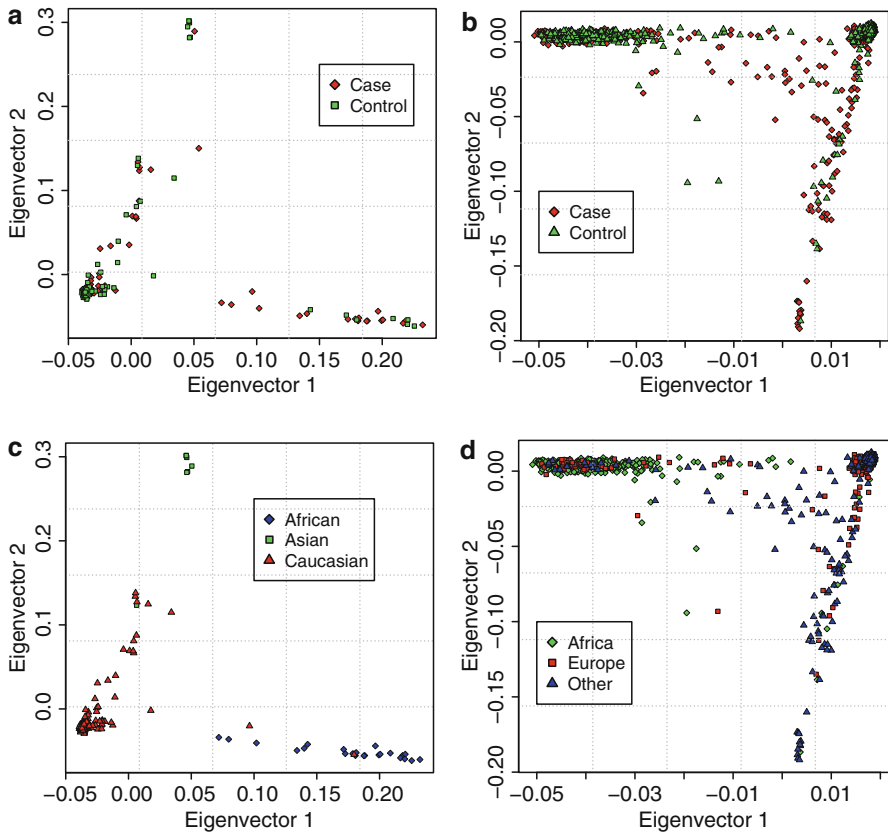 a
0.3
0.2
0.1
0.0
Eigenvector 2
Case
Control
−0.05 0.00 0.05 0.10 0.15 0.20
Eigenvector 1
b
0.00
−0.05
−0.10
−0.15
−0.20
Eigenvector 2
Case
Control
−0.05 −0.03 −0.01 0.01
Eigenvector 1
c
0.3
0.2
0.1
0.0
Eigenvector 2
African
Asian
Caucasian
−0.05 0.00 0.05 0.10 0.15 0.20
Eigenvector 1
d
0.00
−0.05
−0.10
−0.15
−0.20
Eigenvector 2
Africa
Europe
Other
−0.05 −0.03 −0.01 0.01
Eigenvector 1